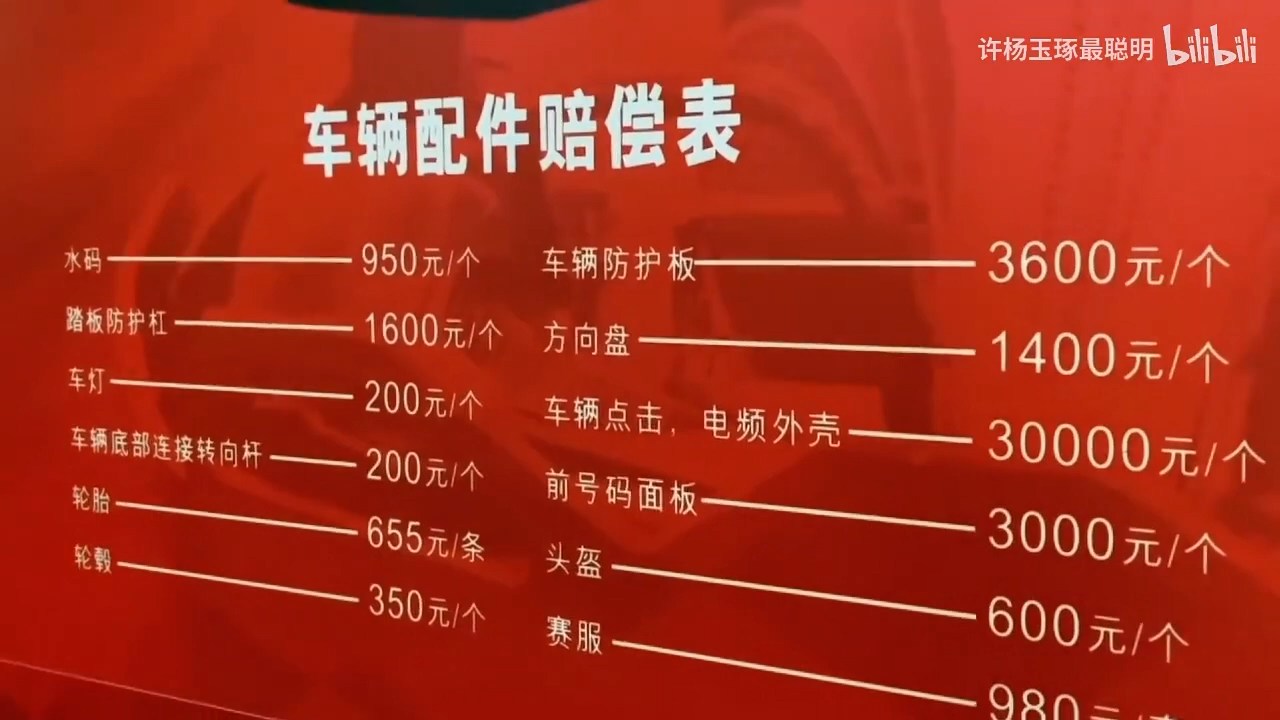 许杨玉琢最聪明 bilibili
车辆配件赔偿表
水码 950元/个
踏板防护杠 1600元/个
车灯 200元/个
车辆底部连接转向杆 200元/个
轮胎 655元/条
轮毂 350元/个
车辆防护板 3600元/个
方向盘 1400元/个
车辆点击,电频外壳 30000元/个
前号码面板 3000元/个
头盔 600元/个
赛服 980元/